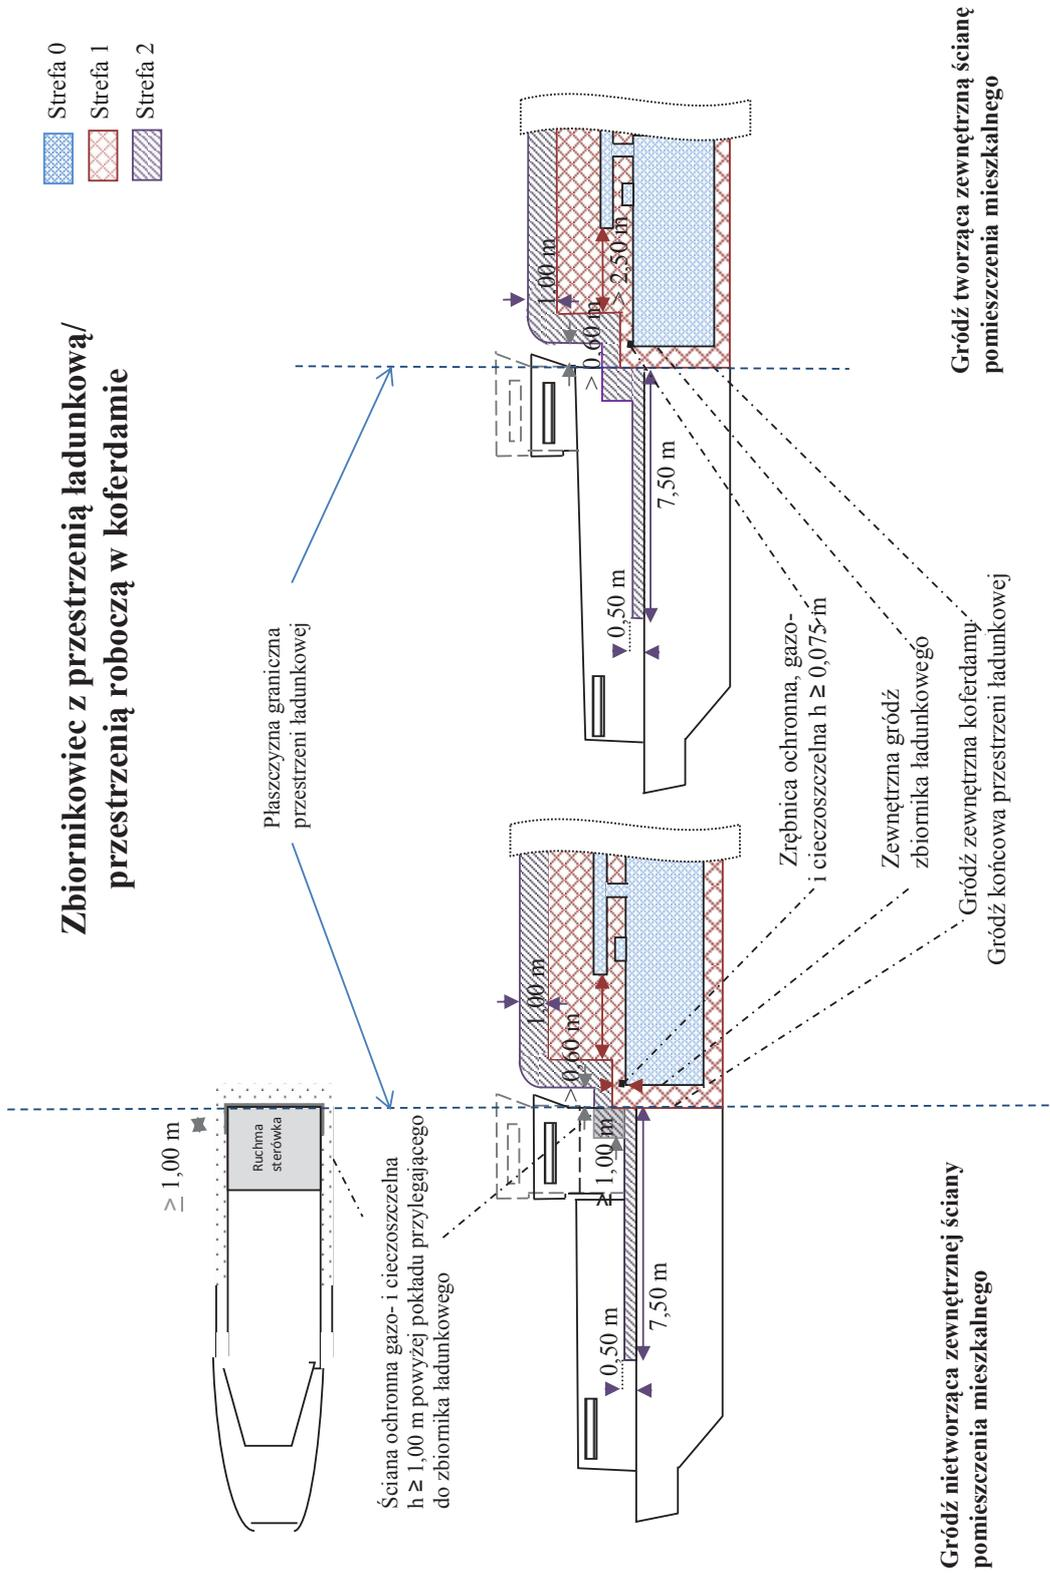 Zbiornikowiec z przestrzenią ładunkową/
przestrzenią roboczą w koferdamie
Strefa 0
Strefa 1
Strefa 2
Płaszczyzna graniczna
przestrzeni ładunkowej
≥ 1,00 m
Ruchma
sterówka
Ściana ochronna gazo- i cieczoszczelna
h ≥ 1,00 m powyżej pokładu przylegającego
do zbiornika ładunkowego
1,00 m
> 0,60 m
≥ 1,00 m
0,50 m
7,50 m
1,00 m
> 0,60 m
> 2,50 m
0,50 m
7,50 m
Zrębnica ochronna, gazo-
i cieczoszczelna h ≥ 0,075 m
Zewnętrzna gródź
zbiornika ładunkowego
Gródź zewnętrzna koferdamu
Gródź końcowa przestrzeni ładunkowej
Gródź nietworząca zewnętrznej ściany
pomieszczenia mieszkalnego
Gródź tworząca zewnętrzną ścianę
pomieszczenia mieszkalnego